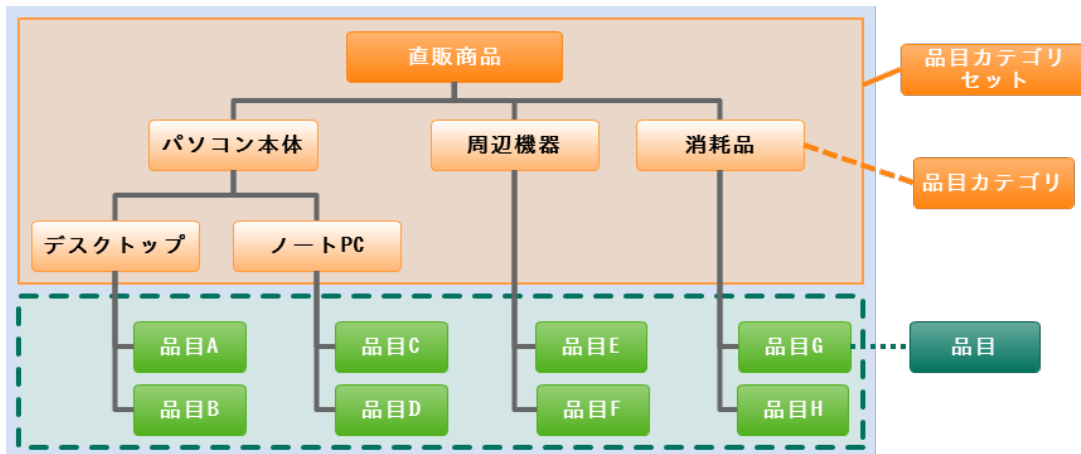 直販商品
品目カテゴリ
セット
パソコン本体
周辺機器
消耗品
品目カテゴリ
デスクトップ
ノートPC
品目A
品目C
品目E
品目G
品目
品目B
品目D
品目F
品目H